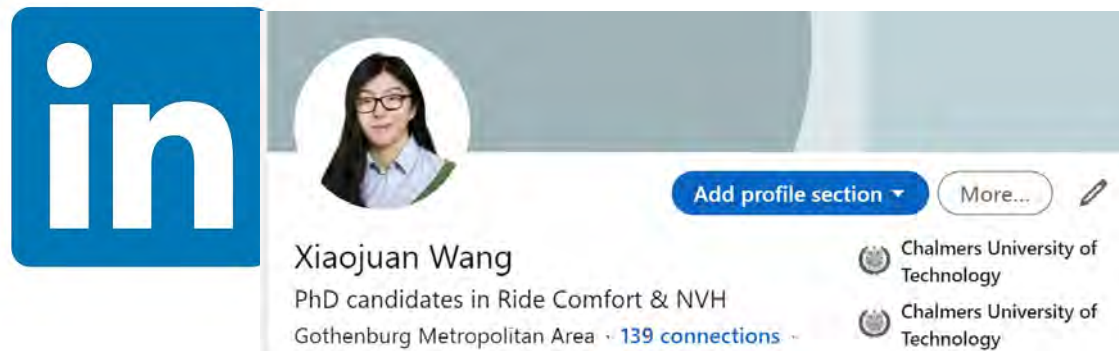 in
Add profile section
More...
Xiaojuan Wang
PhD candidates in Ride Comfort & NVH
Gothenburg Metropolitan Area · 139 connections ·
Chalmers University of
Technology
Chalmers University of
Technology